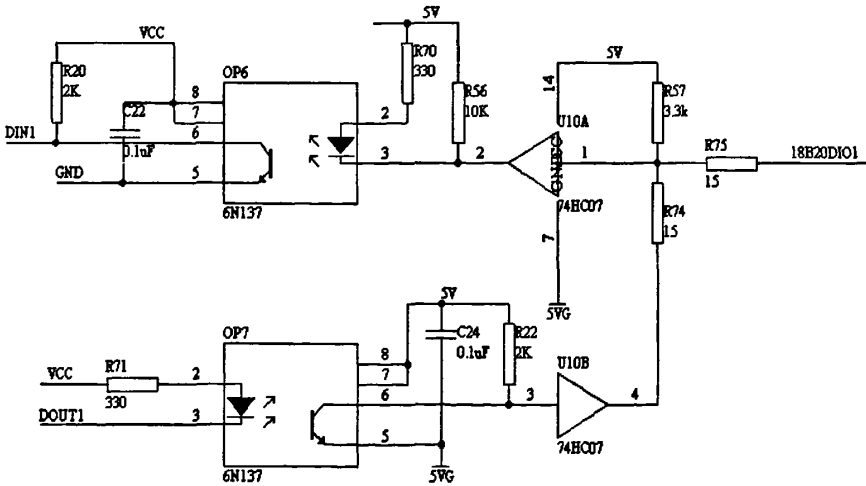 VCC
5V
R20
2K
OP6
R70
330
R56
10K
5V
14
U10A
R57
3.3k
C22
0.1uF
8
7
6
5
DIN1
GND
2
3
2
1
R75
15
18B20DIO1
6N137
74HC07
7
R74
15
5VG
OP7
5V
C24
0.1uF
R22
2K
U10B
VCC
R71
330
2
3
DOUT1
8
7
6
5
3
4
6N137
5VG
74HC07